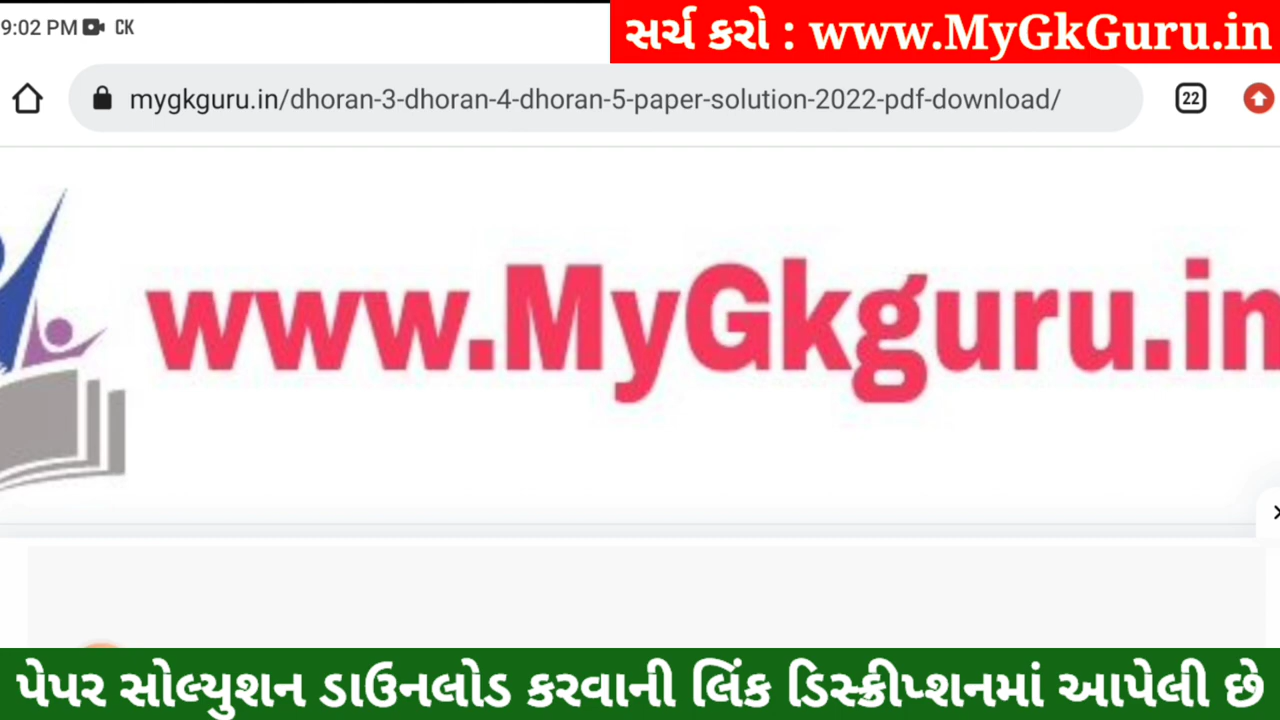 9:02 PM CK
સર્ચ કરો : www.MyGkGuru.in
mygkguru.in/dhoran-3-dhoran-4-dhoran-5-paper-solution-2022-pdf-download/
22
www.MyGkguru.in
પેપર સોલ્યુશન ડાઉનલોડ કરવાની લિંક ડિસ્ક્રીપ્શનમાં આપેલી છે